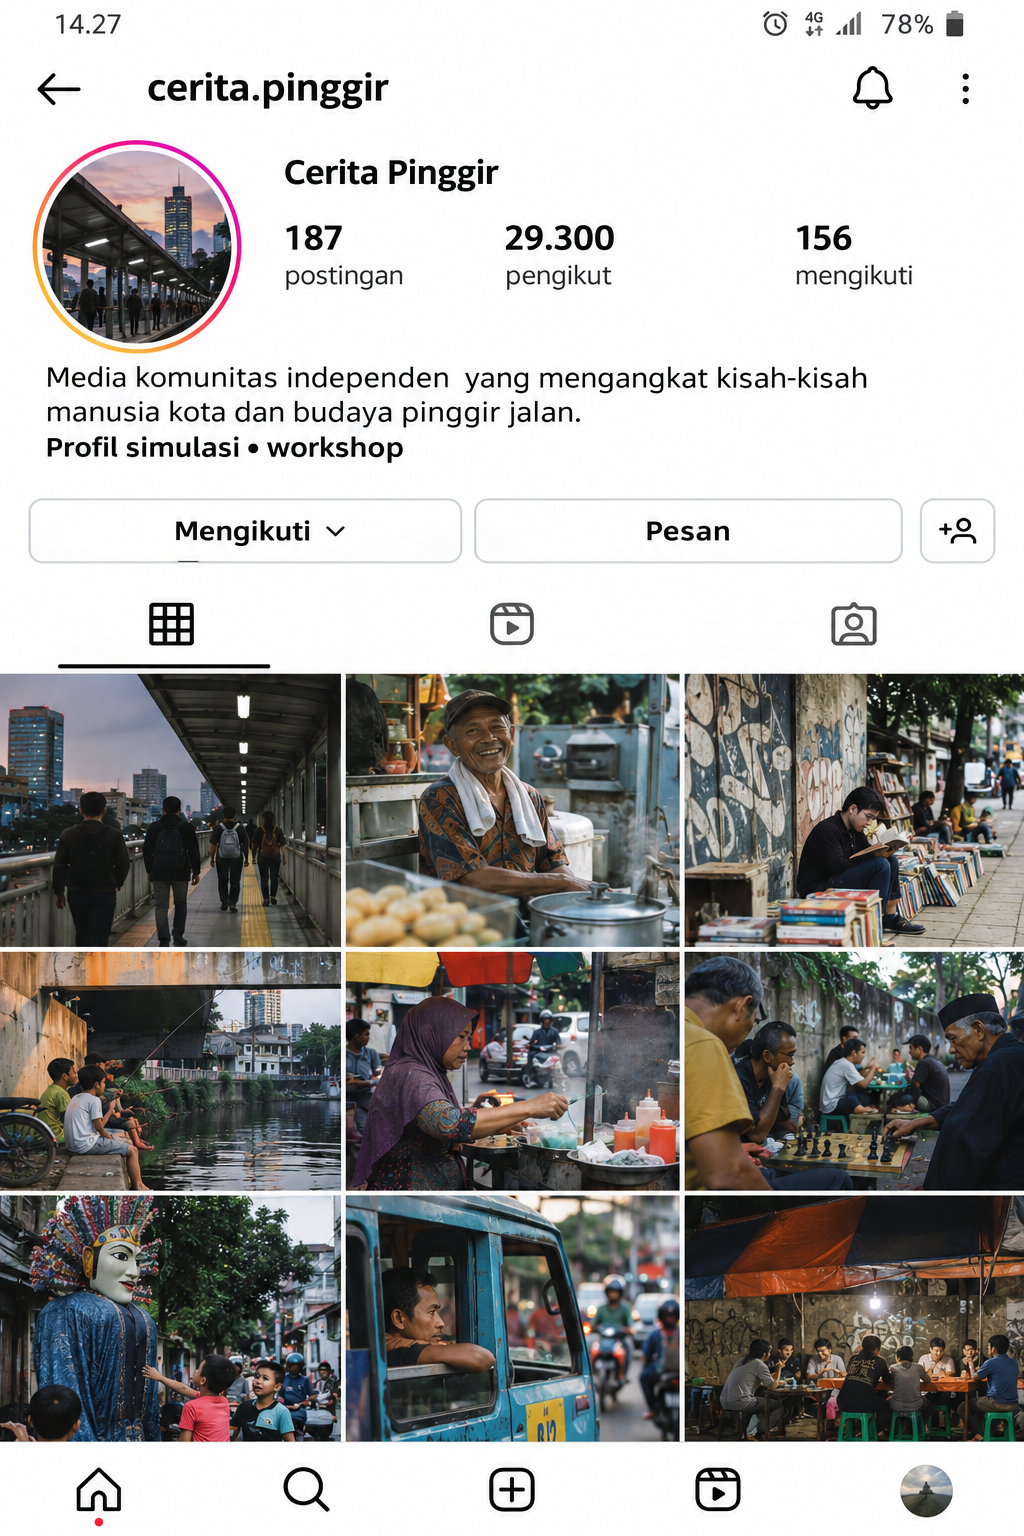 14.27
4G 78%
cerita.pinggir
Cerita Pinggir
187 29.300 156
postingan pengikut mengikuti
Media komunitas independen yang mengangkat kisah-kisah
manusia kota dan budaya pinggir jalan.
Profil simulasi • workshop
Mengikuti Pesan